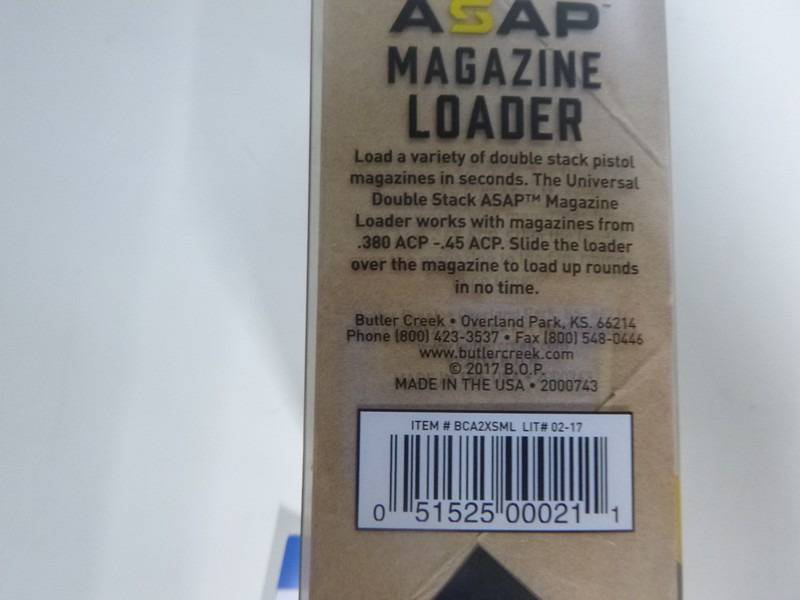 ASAP™
MAGAZINE
LOADER
Load a variety of double stack pistol
magazines in seconds. The Universal
Double Stack ASAP™ Magazine
Loader works with magazines from
.380 ACP -.45 ACP. Slide the loader
over the magazine to load up rounds
in no time.
Butler Creek • Overland Park, KS. 66214
Phone (800) 423-3537 • Fax (800) 548-0446
www.butlercreek.com
© 2017 B.O.P.
MADE IN THE USA • 2000743
ITEM # BCA2XSML LIT# 02-17
0 51525 00021 1